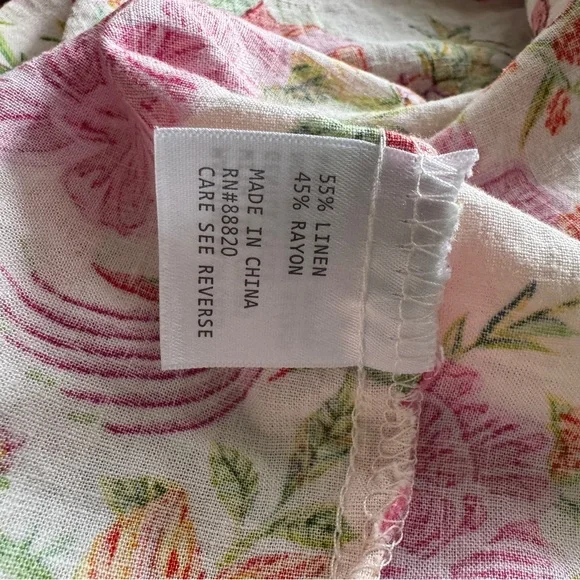 55% LINEN
45% RAYON
MADE IN CHINA
RN#88820
CARE SEE REVERSE